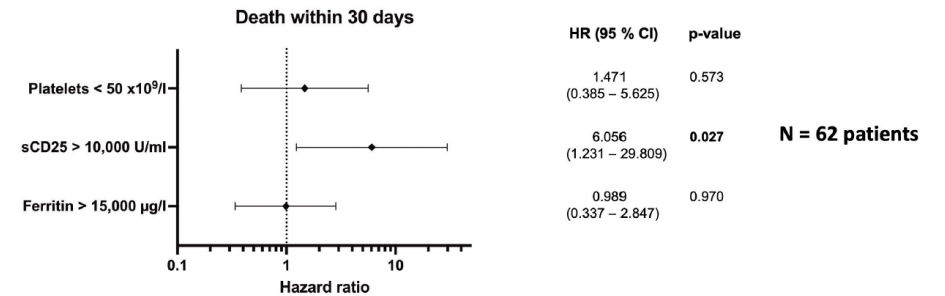 Death within 30 days
HR (95 % CI) p-value
Platelets < 50 x10⁹/l
1.471 0.573
(0.385 – 5.625)
sCD25 > 10,000 U/ml
6.056 0.027
(1.231 – 29.809)
N = 62 patients
Ferritin > 15,000 µg/l
0.989 0.970
(0.337 – 2.847)
0.1 1 10
Hazard ratio